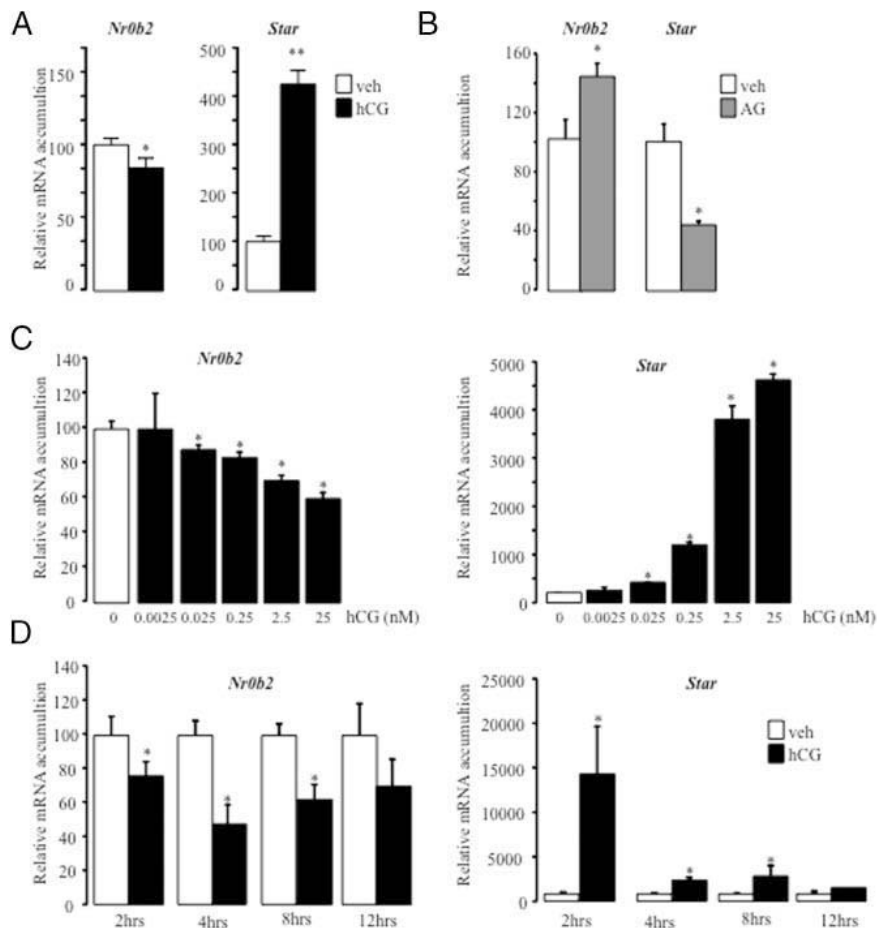 A
Nr0b2
Star
Relative mRNA accumultion
150
100
50
0
500
400
300
200
100
0
**
*
veh
hCG
B
Nr0b2
Star
Relative mRNA accumultion
160
120
80
40
0
*
*
veh
AG
C
Nr0b2
Relative mRNA accumultion
140
120
100
80
60
40
20
0
* * * *
0 0.0025 0.025 0.25 2.5 25 hCG (nM)
Star
Relative mRNA accumultion
5000
4000
3000
2000
1000
0
* * * *
0 0.0025 0.025 0.25 2.5 25 hCG (nM)
D
Nr0b2
Relative mRNA accumultion
140
120
100
80
60
40
20
0
* * *
2hrs 4hrs 8hrs 12hrs
Star
Relative mRNA accumultion
25000
20000
15000
10000
5000
0
* * *
veh
hCG
2hrs 4hrs 8hrs 12hrs